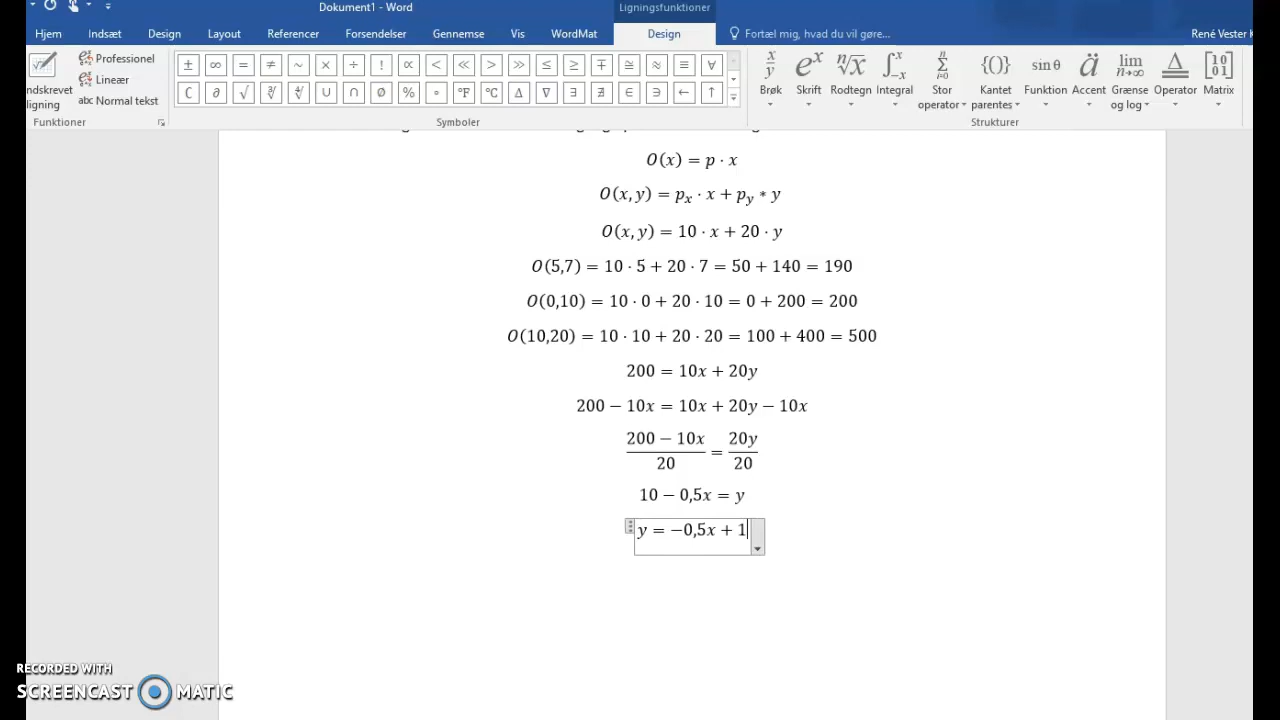 Dokument1 - Word
Ligningsfunktioner
Hjem Indsæt Design Layout Referencer Forsendelser Gennemse Vis WordMat Design Fortæl mig, hvad du vil gøre... René Vester
ndskrevet
ligning
Professionel
Lineær
abc Normal tekst
Funktioner
± ∞ = ≠ ~ × ÷ ! ∝ < ≪ > ≫ ≤ ≥ ∓ ≅ ≈ ≡ ∀
∁ ∂ √ ∛ ∜ ∪ ∩ ∅ % ° °F °C ∆ ∇ ∃ ∄ ∈ ∋ ← ↑
Symboler
Brøk
Skrift
Rodtegn
Integral
Stor
operator
Kantet
parentes
Funktion
Accent
Grænse
og log
Operator
Matrix
Strukturer
O(x) = p · x
O(x, y) = pₓ · x + p_y ∗ y
O(x, y) = 10 · x + 20 · y
O(5,7) = 10 · 5 + 20 · 7 = 50 + 140 = 190
O(0,10) = 10 · 0 + 20 · 10 = 0 + 200 = 200
O(10,20) = 10 · 10 + 20 · 20 = 100 + 400 = 500
200 = 10x + 20y
200 − 10x = 10x + 20y − 10x
200 − 10x / 20 = 20y / 20
10 − 0,5x = y
y = −0,5x + 1
RECORDED WITH
SCREENCAST MATIC